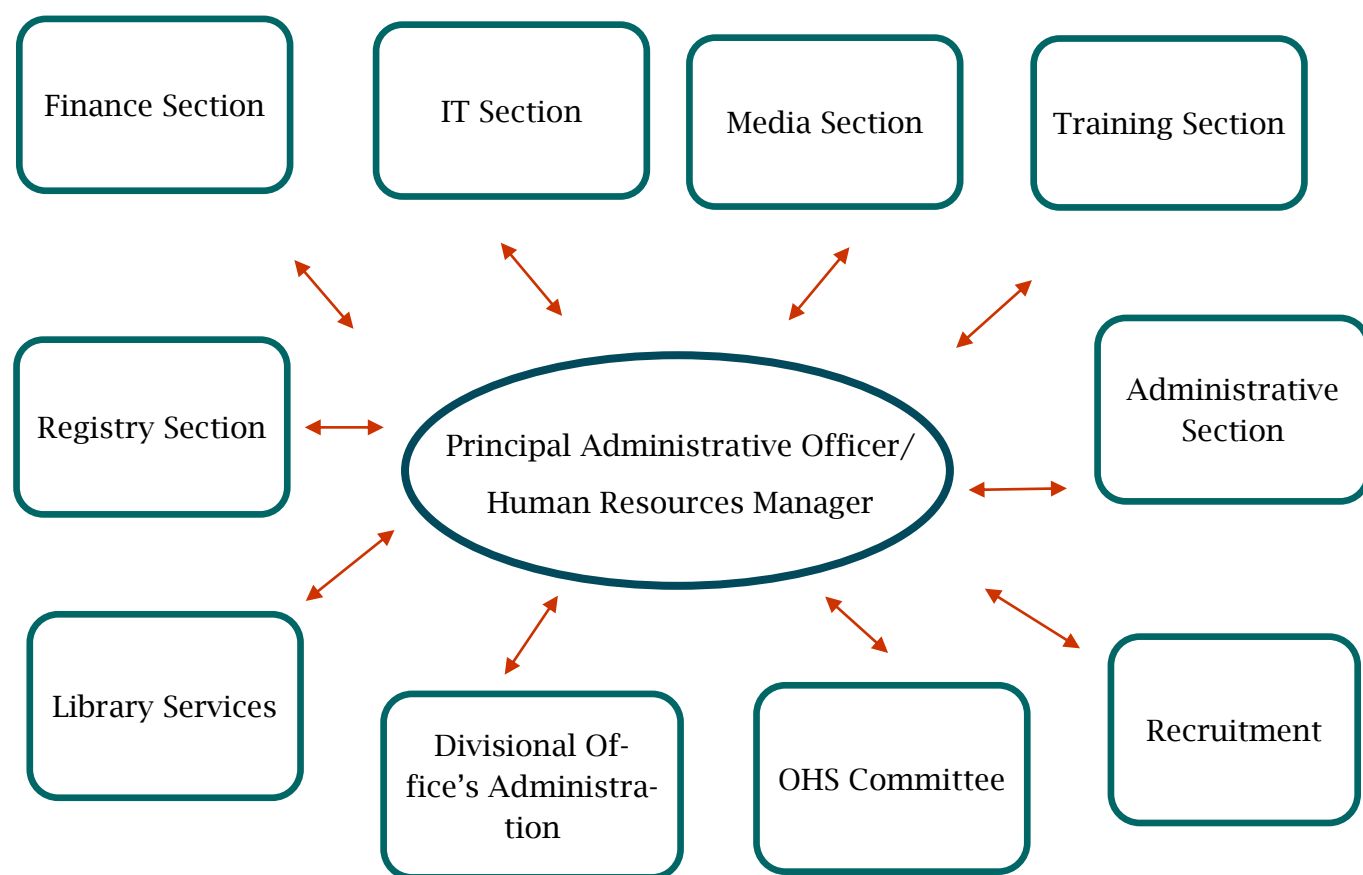 Finance Section
IT Section
Media Section
Training Section
Registry Section
Principal Administrative Officer/
Human Resources Manager
Administrative
Section
Library Services
Divisional Of-
fice’s Administra-
tion
OHS Committee
Recruitment